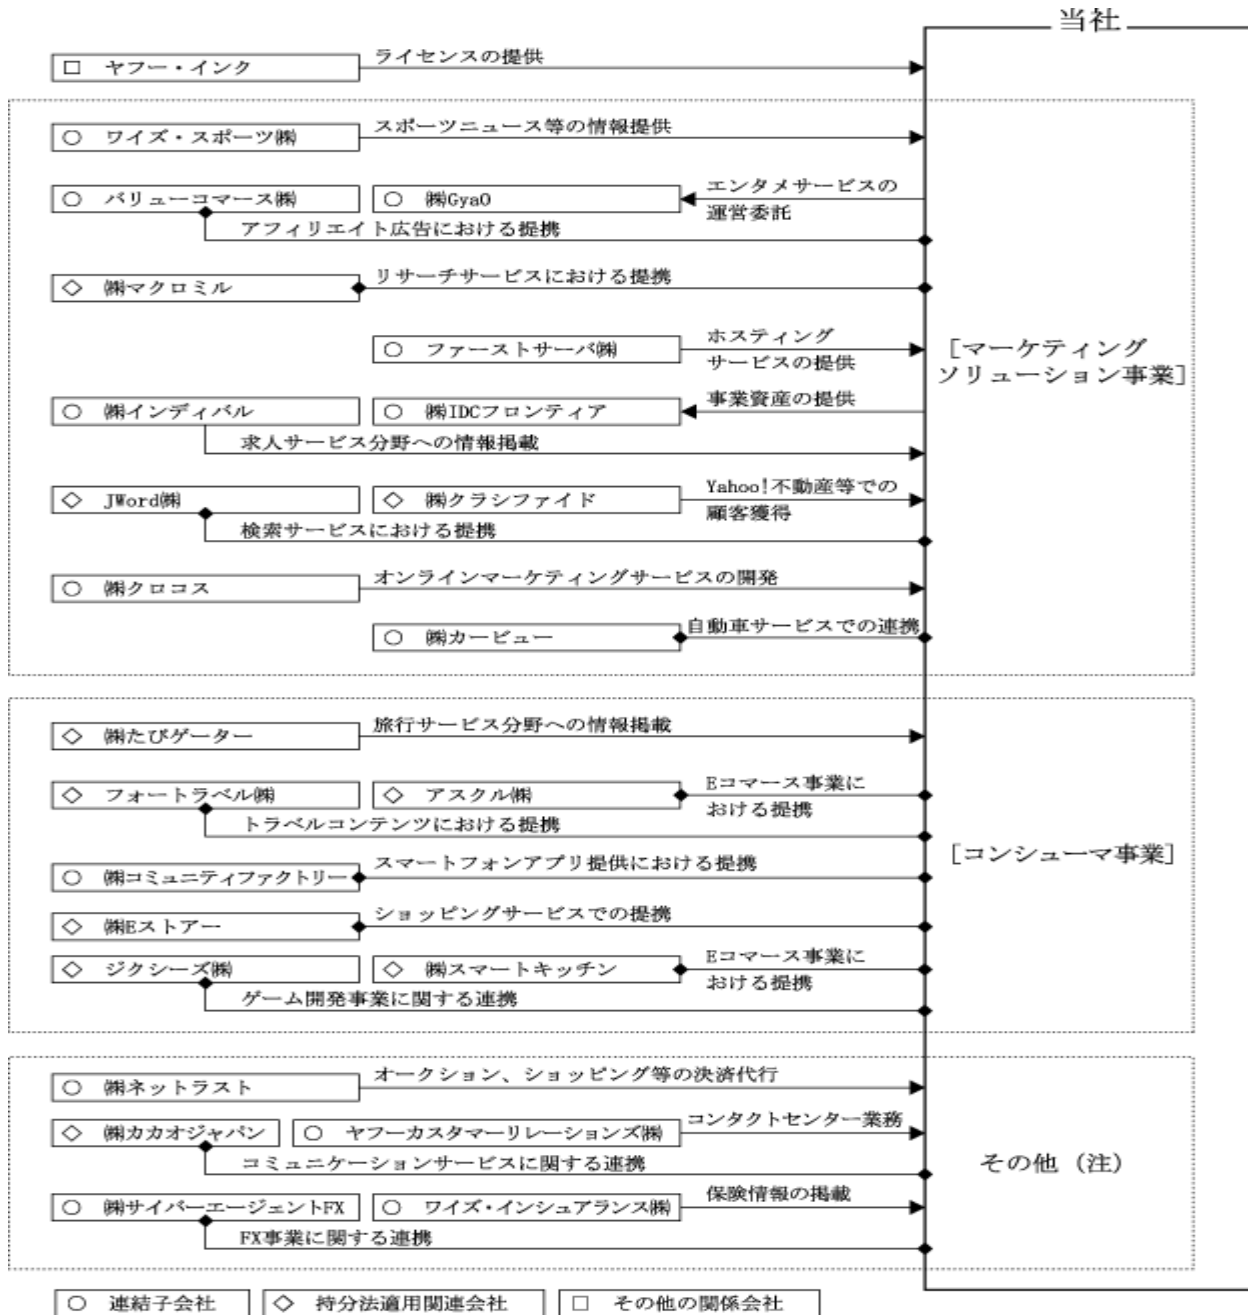 当社
□ ヤフー・インク
ライセンスの提供
○ ワイズ・スポーツ㈱
スポーツニュース等の情報提供
○ バリューコマース㈱
○ ㈱GyaO
エンタメサービスの
運営委託
アフィリエイト広告における提携
◇ ㈱マクロミル
リサーチサービスにおける提携
○ ファーストサーバ㈱
ホスティング
サービスの提供
[マーケティング
ソリューション事業]
○ ㈱インディバル
○ ㈱IDCフロンティア
事業資産の提供
求人サービス分野への情報掲載
◇ JWord㈱
◇ ㈱クラシファイド
Yahoo!不動産等での
顧客獲得
検索サービスにおける提携
○ ㈱クロコス
オンラインマーケティングサービスの開発
○ ㈱カービュー
自動車サービスでの連携
◇ ㈱たびゲーター
旅行サービス分野への情報掲載
◇ フォートラベル㈱
◇ アスクル㈱
Eコマース事業に
おける提携
トラベルコンテンツにおける提携
[コンシューマ事業]
○ ㈱コミュニティファクトリー
スマートフォンアプリ提供における提携
◇ ㈱Eストアー
ショッピングサービスでの提携
◇ ジクシーズ㈱
◇ ㈱スマートキッチン
Eコマース事業に
おける提携
ゲーム開発事業に関する連携
○ ㈱ネットラスト
オークション、ショッピング等の決済代行
◇ ㈱カカオジャパン
○ ヤフーカスタマーリレーションズ㈱
コンタクトセンター業務
コミュニケーションサービスに関する連携
その他（注）
○ ㈱サイバーエージェントFX
○ ワイズ・インシュアランス㈱
保険情報の掲載
FX事業に関する連携
○ 連結子会社
◇ 持分法適用関連会社
□ その他の関係会社